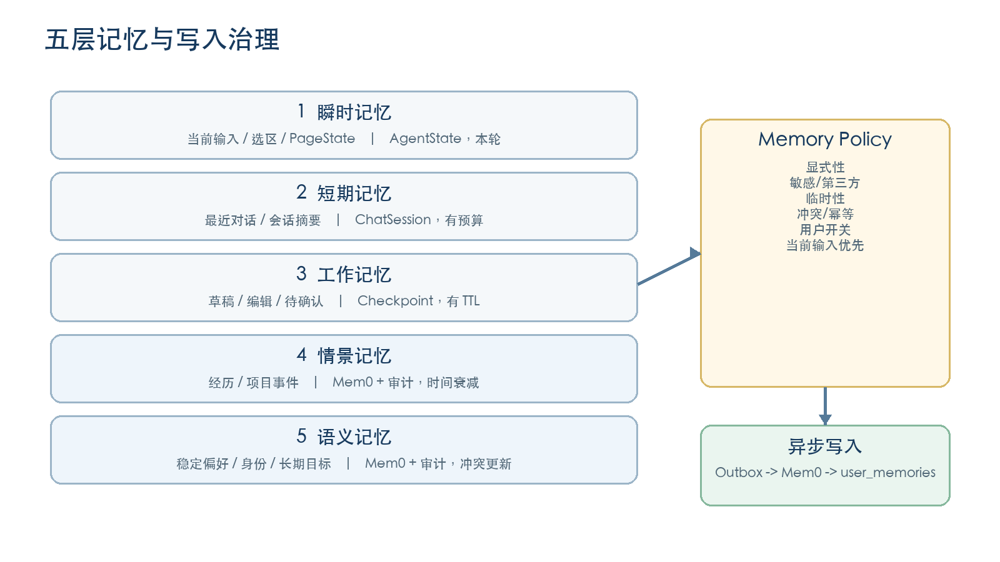 五层记忆与写入治理
1 瞬时记忆
当前输入 / 选区 / PageState | AgentState，本轮
2 短期记忆
最近对话 / 会话摘要 | ChatSession，有预算
3 工作记忆
草稿 / 编辑 / 待确认 | Checkpoint，有 TTL
4 情景记忆
经历 / 项目事件 | Mem0 + 审计，时间衰减
5 语义记忆
稳定偏好 / 身份 / 长期目标 | Mem0 + 审计，冲突更新
Memory Policy
显式性
敏感/第三方
临时性
冲突/幂等
用户开关
当前输入优先
异步写入
Outbox -> Mem0 -> user_memories